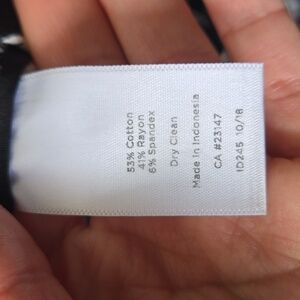 53% Cotton
41% Rayon
6% Spandex
Dry Clean
Made in Indonesia
CA #23147
ID245 10/18